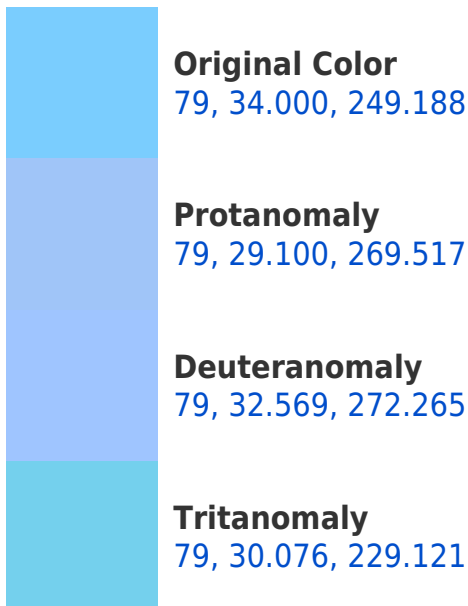 Original Color
79, 34.000, 249.188
Protanomaly
79, 29.100, 269.517
Deuteranomaly
79, 32.569, 272.265
Tritanomaly
79, 30.076, 229.121